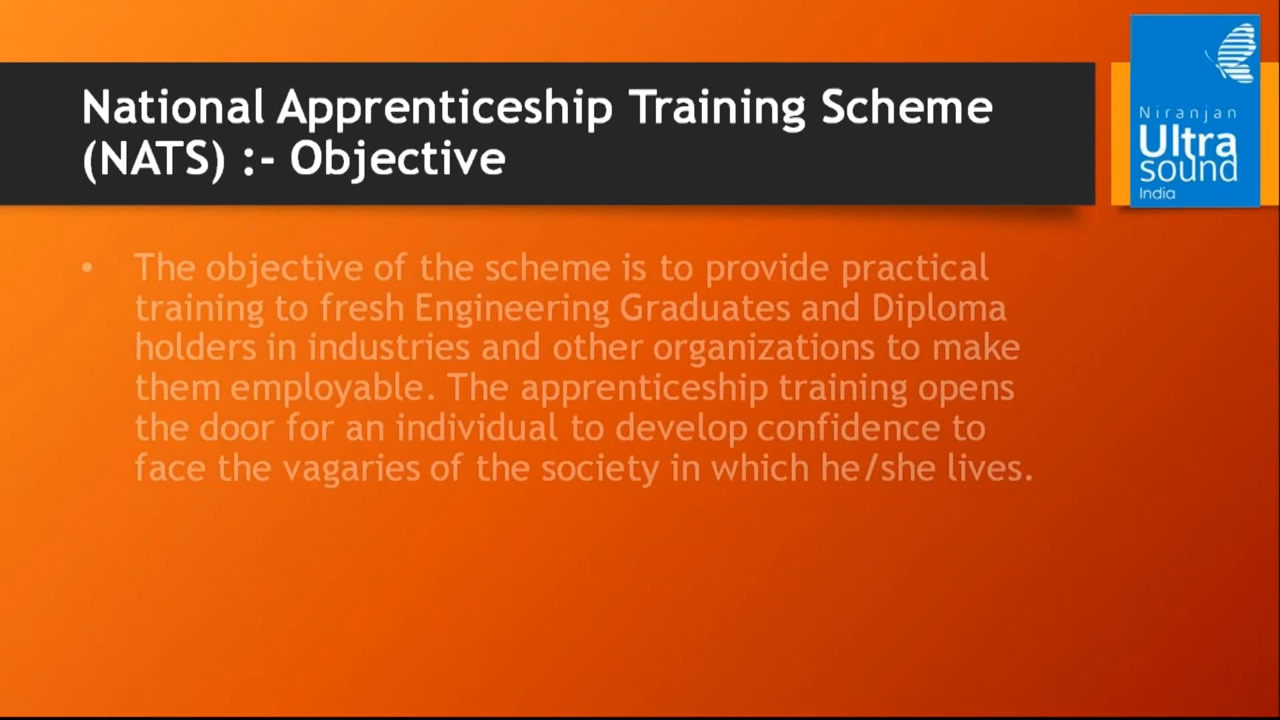 National Apprenticeship Training Scheme
(NATS) :- Objective
Niranjan
Ultra
sound
India
• The objective of the scheme is to provide practical
training to fresh Engineering Graduates and Diploma
holders in industries and other organizations to make
them employable. The apprenticeship training opens
the door for an individual to develop confidence to
face the vagaries of the society in which he/she lives.